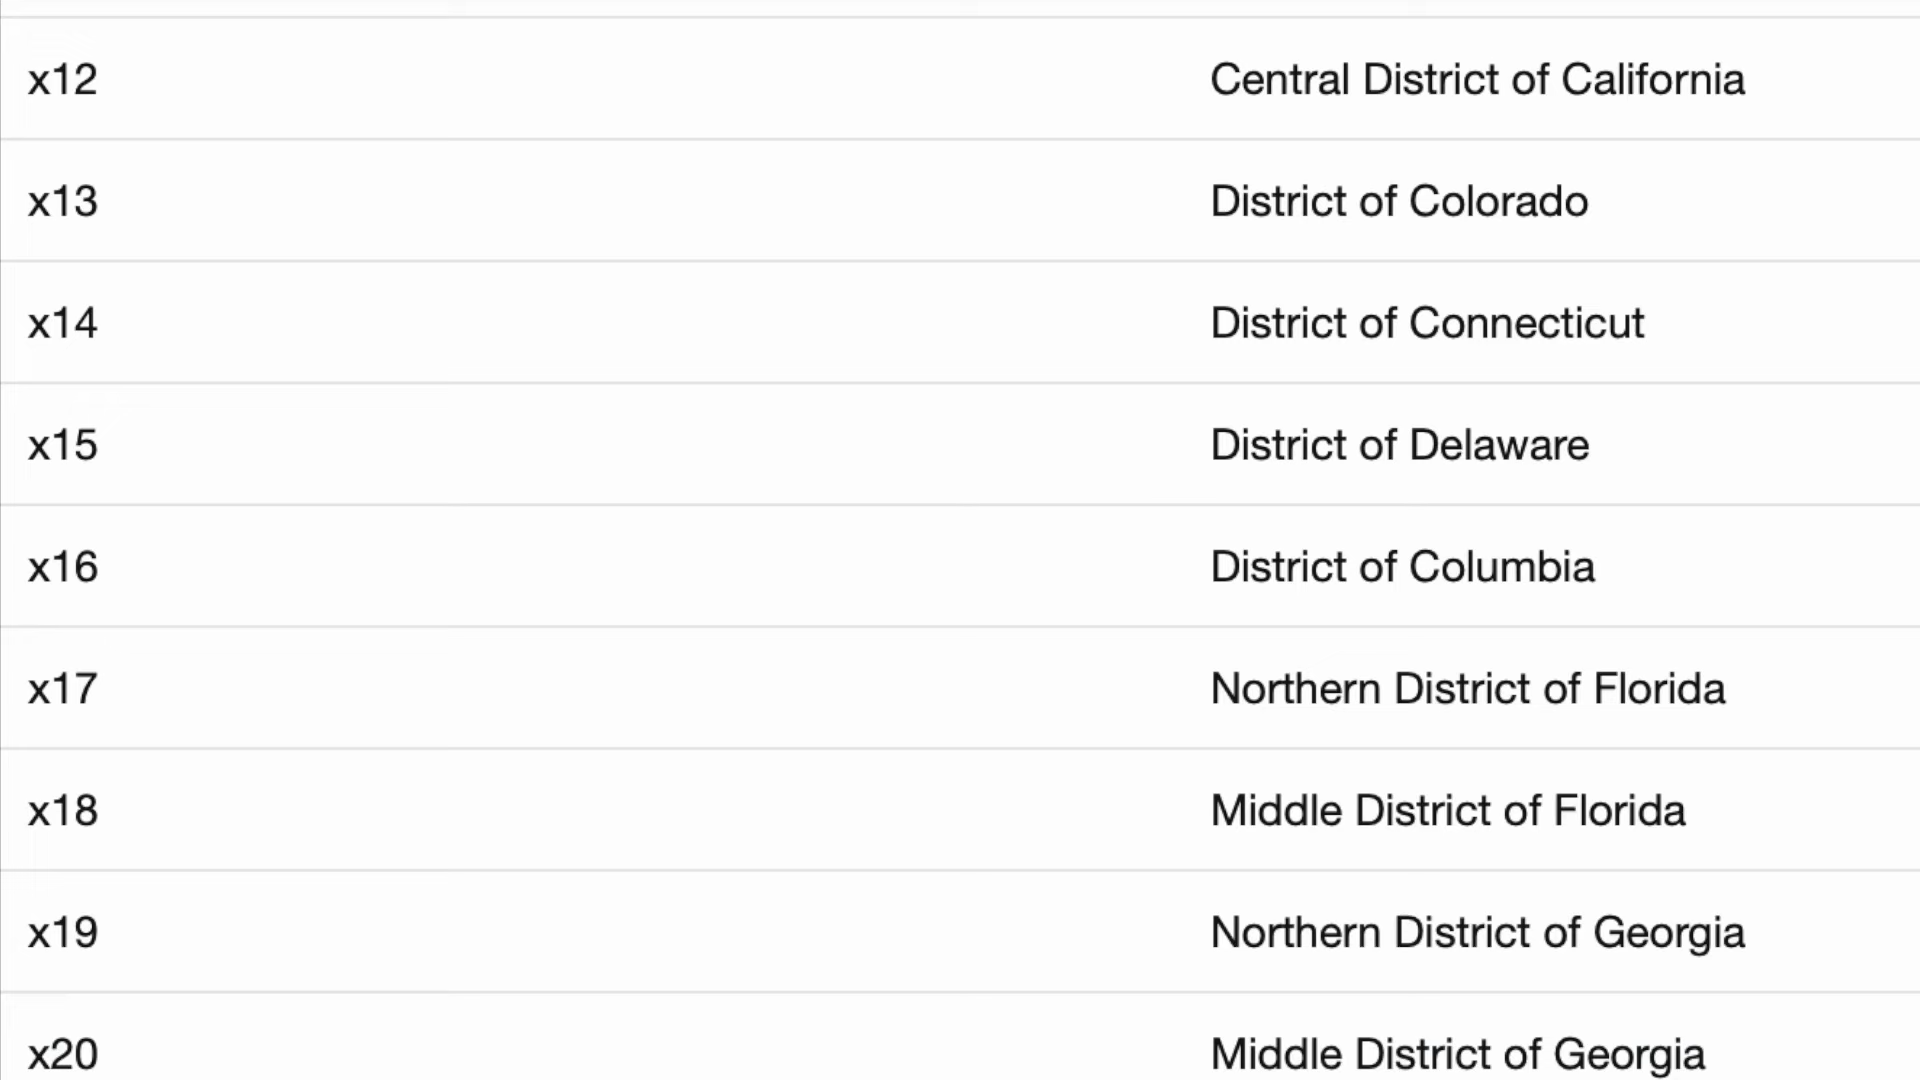 x12 Central District of California
x13 District of Colorado
x14 District of Connecticut
x15 District of Delaware
x16 District of Columbia
x17 Northern District of Florida
x18 Middle District of Florida
x19 Northern District of Georgia
x20 Middle District of Georgia